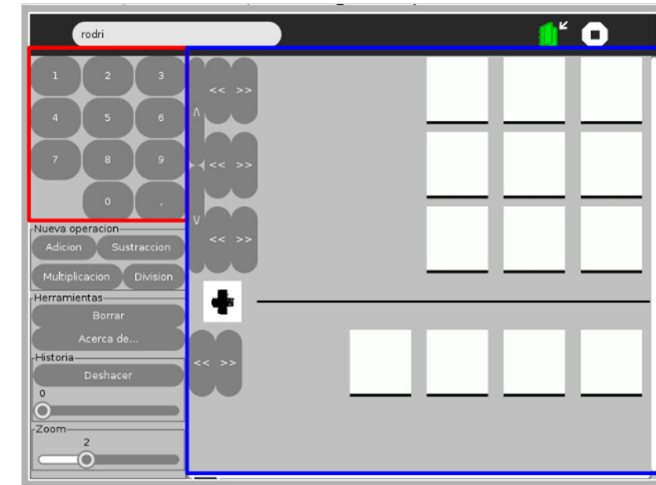 rodri
1 2 3
4 5 6
7 8 9
0 .
<< >>
<< >>
<< >>
<< >>
Nueva operacion
Adicion Sustraccion
Multiplicacion Division
Herramientas
Borrar
Acerca de...
Historia
Deshacer
0
Zoom
2